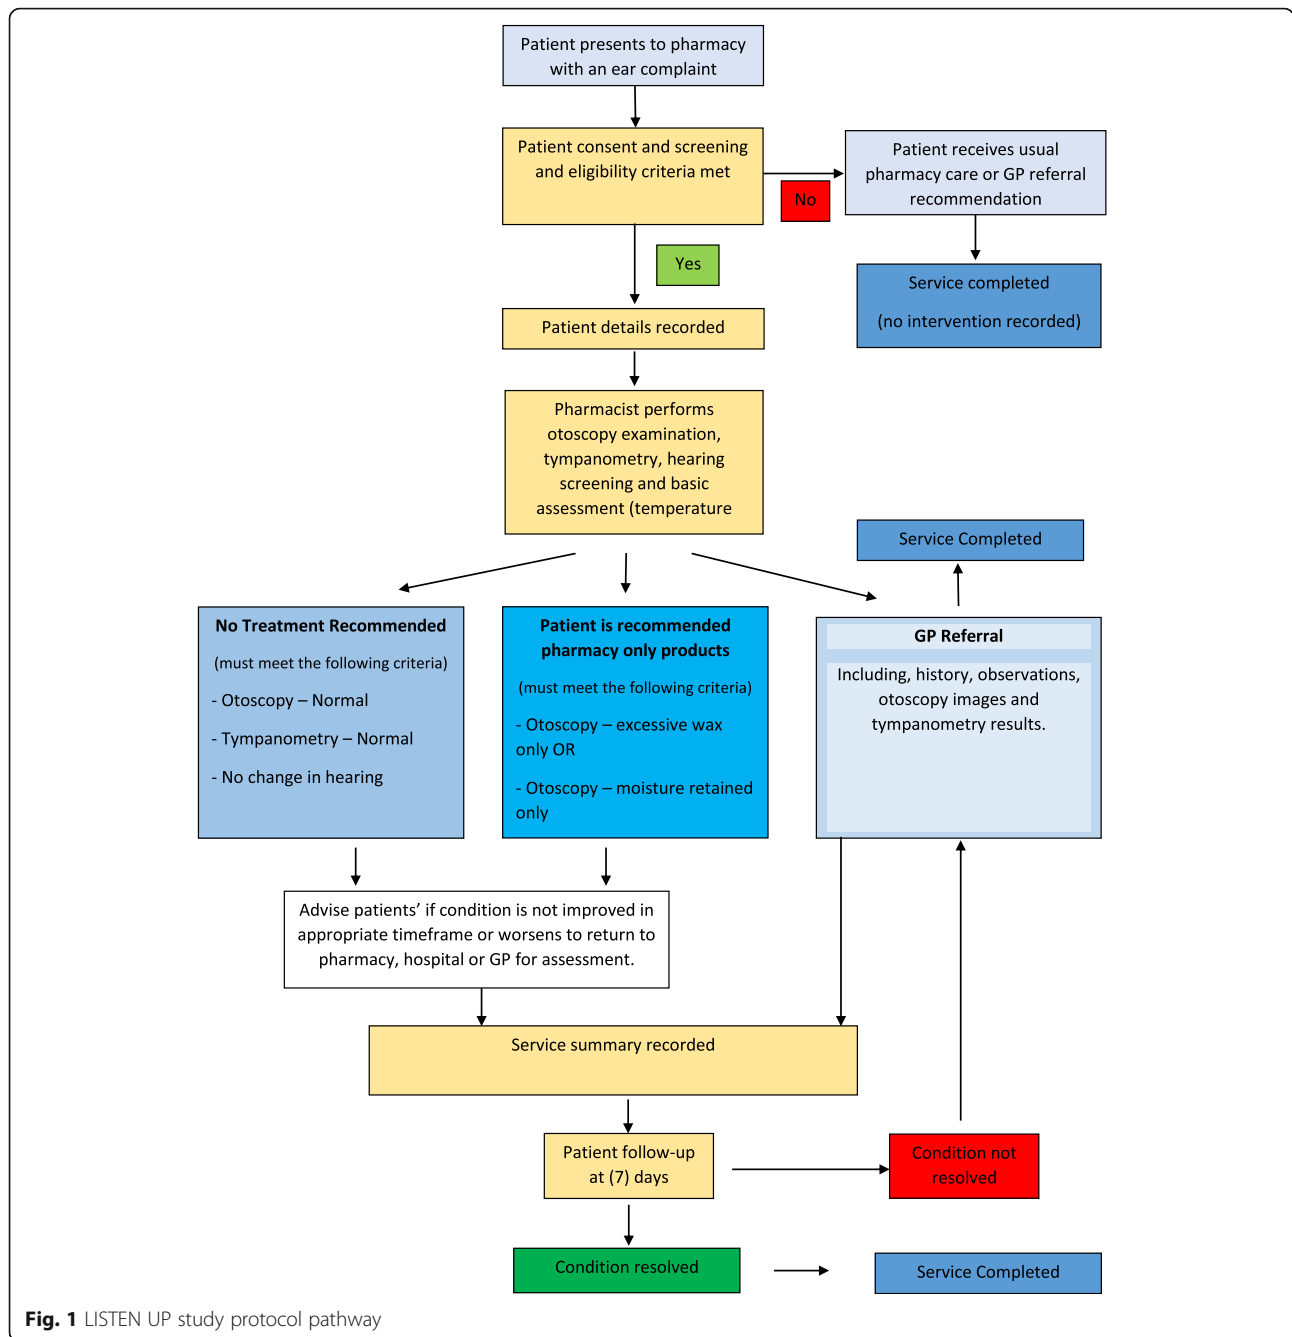 Patient presents to pharmacy
with an ear complaint
Patient consent and screening
and eligibility criteria met
No
Patient receives usual
pharmacy care or GP referral
recommendation
Yes
Service completed
(no intervention recorded)
Patient details recorded
Pharmacist performs
otoscopy examination,
tympanometry, hearing
screening and basic
assessment (temperature
Service Completed
No Treatment Recommended
(must meet the following criteria)
- Otoscopy – Normal
- Tympanometry – Normal
- No change in hearing
Patient is recommended
pharmacy only products
(must meet the following criteria)
- Otoscopy – excessive wax
only OR
- Otoscopy – moisture retained
only
GP Referral
Including, history, observations,
otoscopy images and
tympanometry results.
Advise patients’ if condition is not improved in
appropriate timeframe or worsens to return to
pharmacy, hospital or GP for assessment.
Service summary recorded
Patient follow-up
at (7) days
Condition not
resolved
Condition resolved
Service Completed
Fig. 1 LISTEN UP study protocol pathway